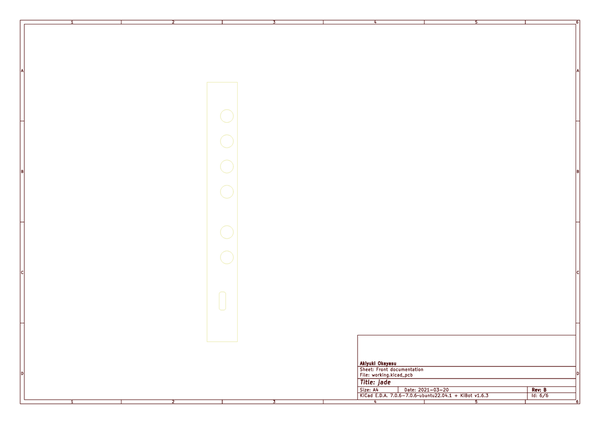 1 2 3 4 5 6
A A
B B
C C
D D
Akiyuki Okayasu
Sheet: Front documentation
File: working.kicad_pcb
Title: jade
Size: A4 Date: 2021-03-20 Rev: B
KiCad E.D.A. 7.0.6-7.0.6~ubuntu22.04.1 + KiBot v1.6.3 Id: 6/6
1 2 3 4 5 6